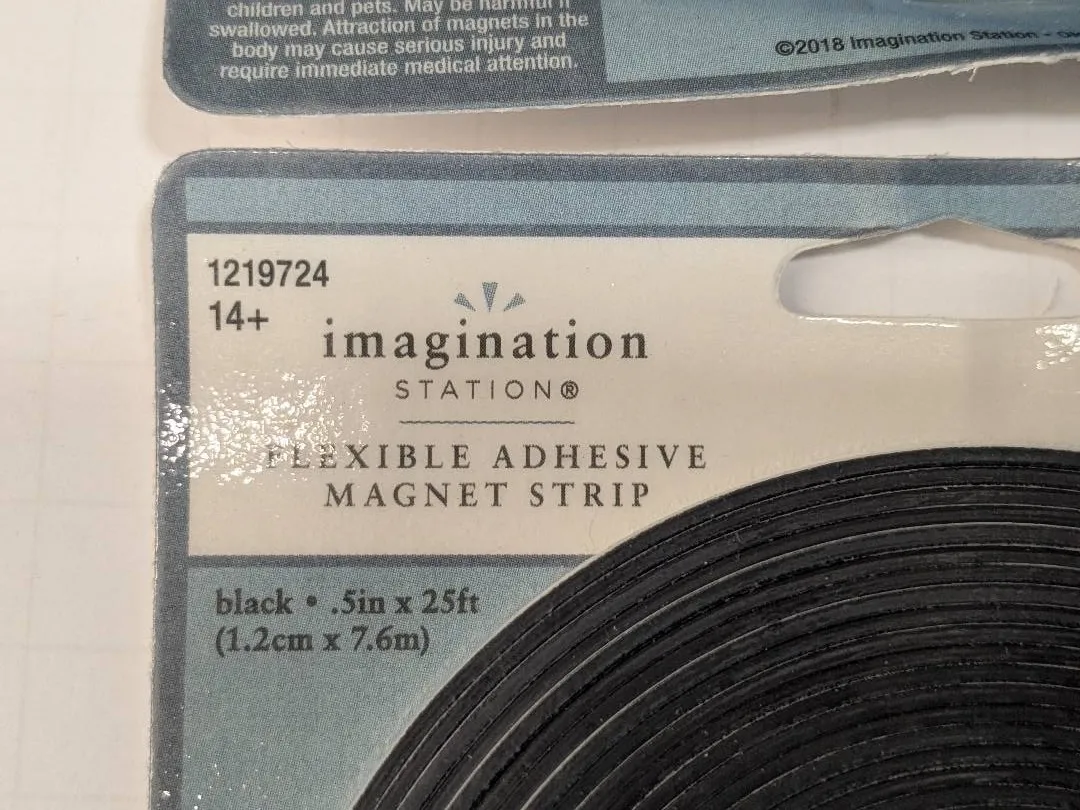 children and pets. May be harmful if
swallowed. Attraction of magnets in the
body may cause serious injury and
require immediate medical attention.
©2018 Imagination Station -
1219724
14+
imagination
STATION®
FLEXIBLE ADHESIVE
MAGNET STRIP
black • .5in x 25ft
(1.2cm x 7.6m)